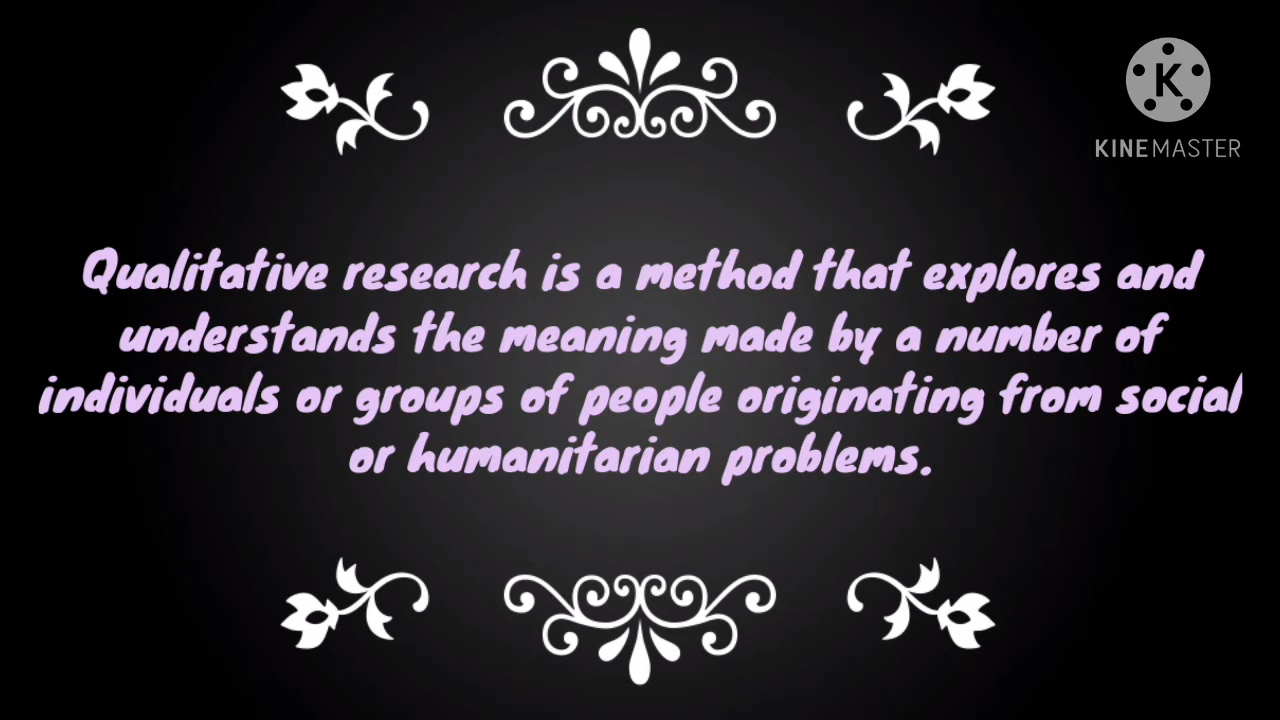 K
KINEMASTER
Qualitative research is a method that explores and
understands the meaning made by a number of
individuals or groups of people originating from social
or humanitarian problems.